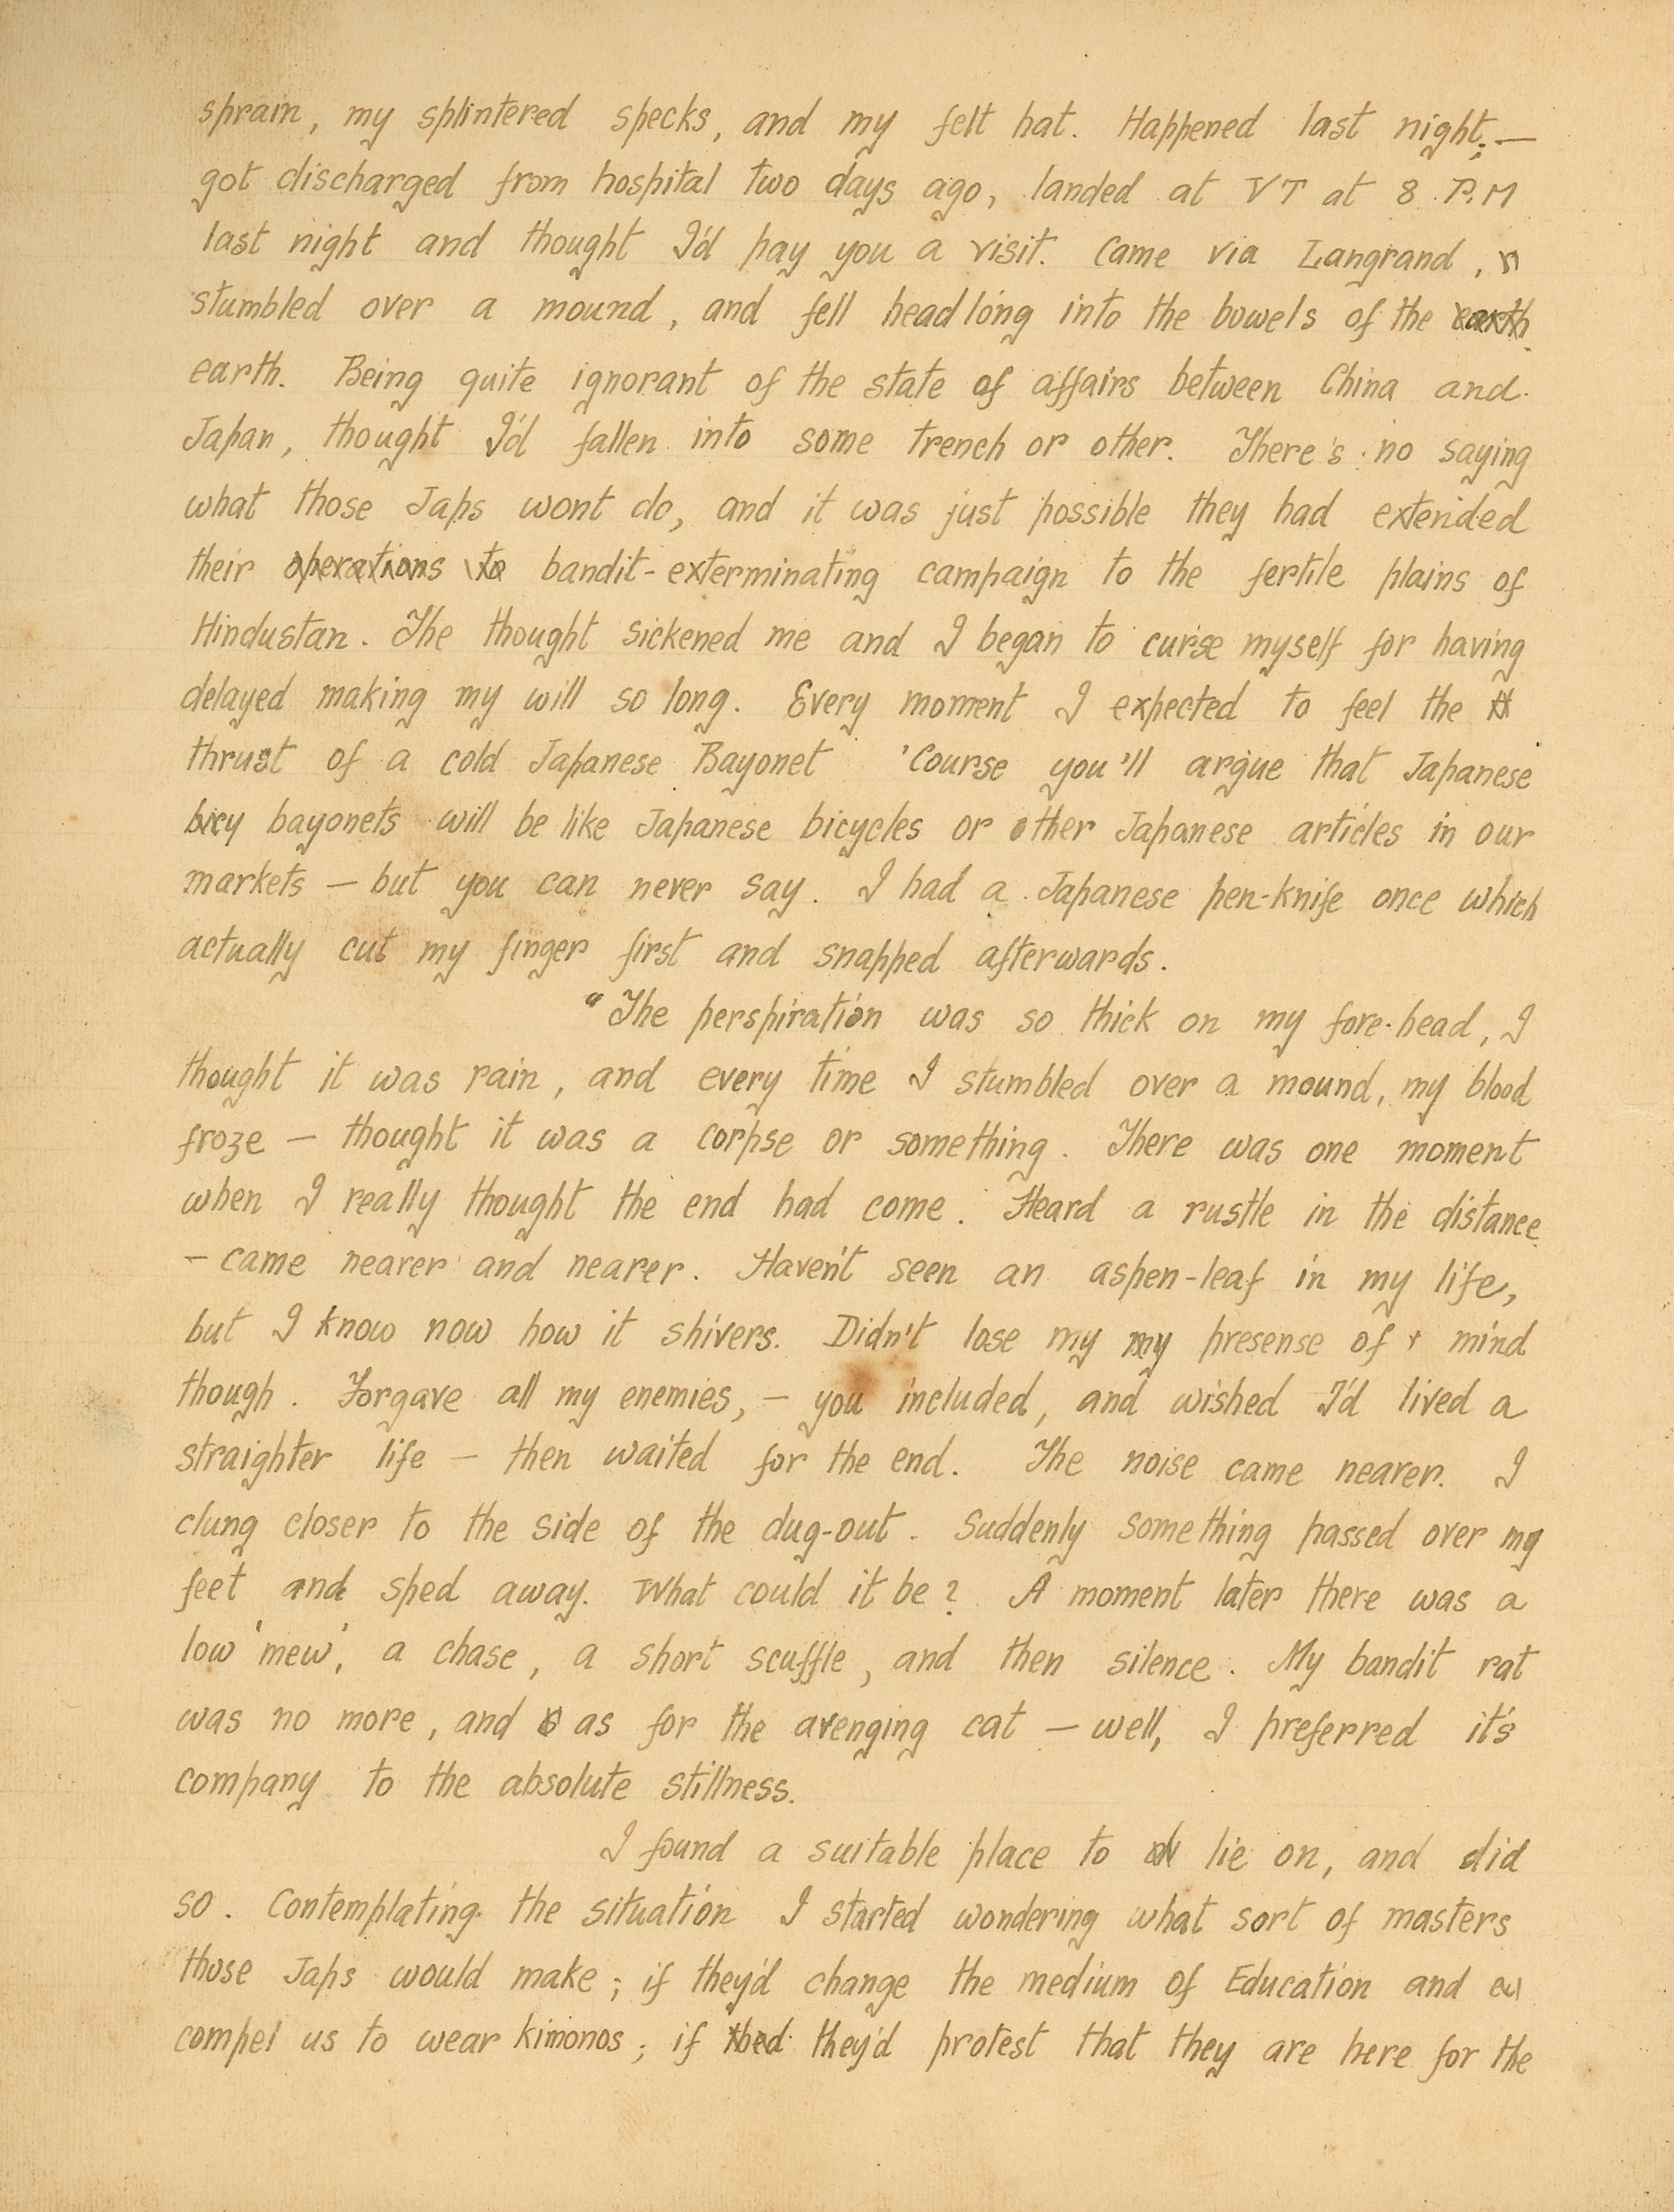 sprain, my splintered specks, and my felt hat. Happened last night; —
got discharged from hospital two days ago, landed at VT at 8 P.M
last night and thought I'd pay you a visit. Came via Langrand,
stumbled over a mound, and fell headlong into the bowels of the earth
earth. Being quite ignorant of the state of affairs between China and
Japan, thought I'd fallen into some trench or other. There's no saying
what those Japs wont do, and it was just possible they had extended
their operations to bandit-exterminating campaign to the fertile plains of
Hindustan. The thought sickened me and I began to curse myself for having
delayed making my will so long. Every moment I expected to feel the
thrust of a cold Japanese Bayonet 'Course you'll argue that Japanese
bicy bayonets will be like Japanese bicycles or other Japanese articles in our
markets — but you can never say. I had a Japanese pen-knife once which
actually cut my finger first and snapped afterwards.
"The perspiration was so thick on my fore-head, I
thought it was rain, and every time I stumbled over a mound, my blood
froze — thought it was a corpse or something. There was one moment
when I really thought the end had come. Heard a rustle in the distance
— came nearer and nearer. Haven't seen an aspen-leaf in my life,
but I know now how it shivers. Didn't lose my my presense of mind
though. Forgave all my enemies, — you included, and wished I'd lived a
straighter life — then waited for the end. The noise came nearer. I
clung closer to the side of the dug-out. Suddenly something passed over my
feet and sped away. What could it be? A moment later there was a
low 'mew', a chase, a short scuffle, and then silence. My bandit rat
was no more, and as for the avenging cat — well, I preferred it's
company to the absolute stillness.
I found a suitable place to lie on, and did
so. Contemplating the situation I started wondering what sort of masters
those Japs would make; if they'd change the medium of Education and
compel us to wear kimonos; if they'd protest that they are here for the